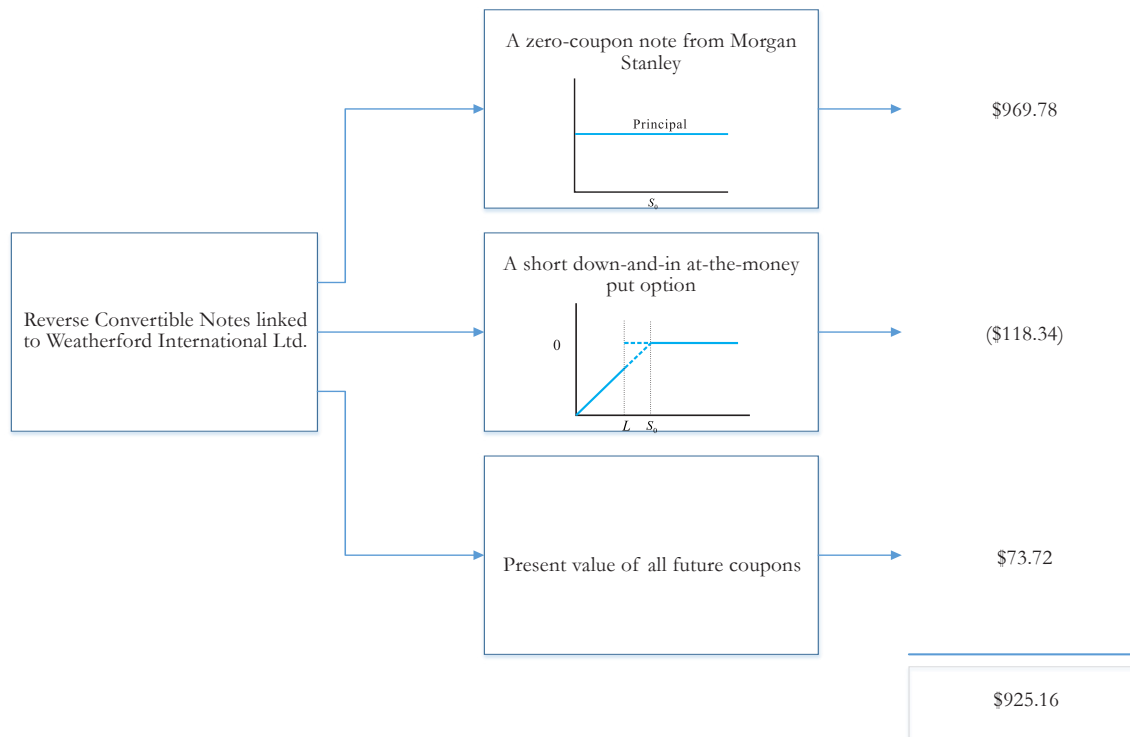 A zero-coupon note from Morgan
Stanley
Principal
S₀
$969.78
Reverse Convertible Notes linked
to Weatherford International Ltd.
A short down-and-in at-the-money
put option
0
L S₀
($118.34)
Present value of all future coupons
$73.72
$925.16